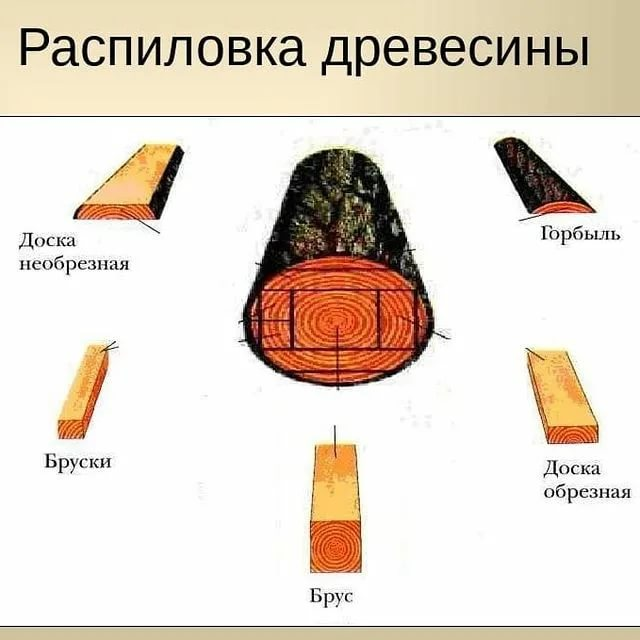 Распиловка древесины
Доска
необрезная
Горбыль
Бруски
Доска
обрезная
Брус